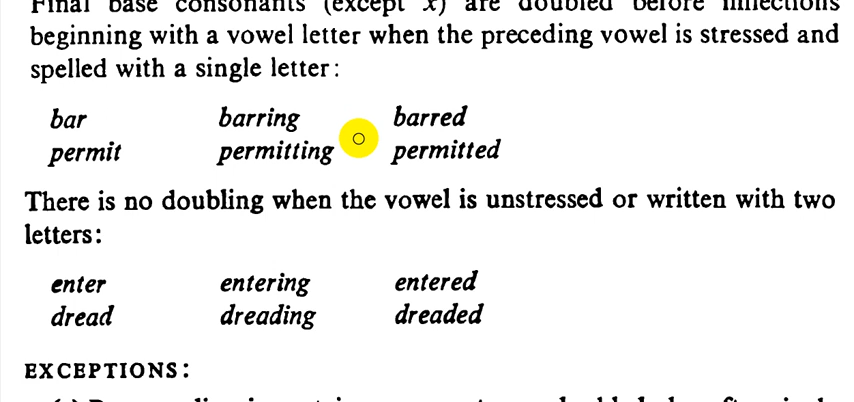 Final base consonants (except x) are doubled before inflections
beginning with a vowel letter when the preceding vowel is stressed and
spelled with a single letter:
bar barring barred
permit permitting permitted
There is no doubling when the vowel is unstressed or written with two
letters:
enter entering entered
dread dreading dreaded
EXCEPTIONS: